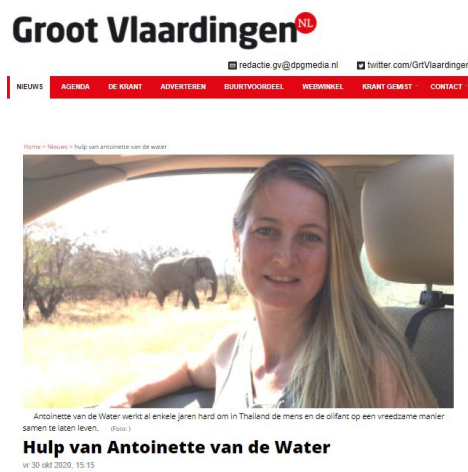 Groot Vlaardingen NL
redactie.gv@dpgmedia.nl twitter.com/GrtVlaardingen
NIEUWS AGENDA DE KRANT ADVERTEREN BUURTVOORDEEL WEBWINKEL KRANT GEMIST CONTACT
Home > Nieuws > hulp van antoinette van de water
Antoinette van de Water werkt al enkele jaren hard om in Thailand de mens en de olifant op een vreedzame manier
samen te laten leven. (Foto: )
Hulp van Antoinette van de Water
vr 30 okt 2020, 15:15